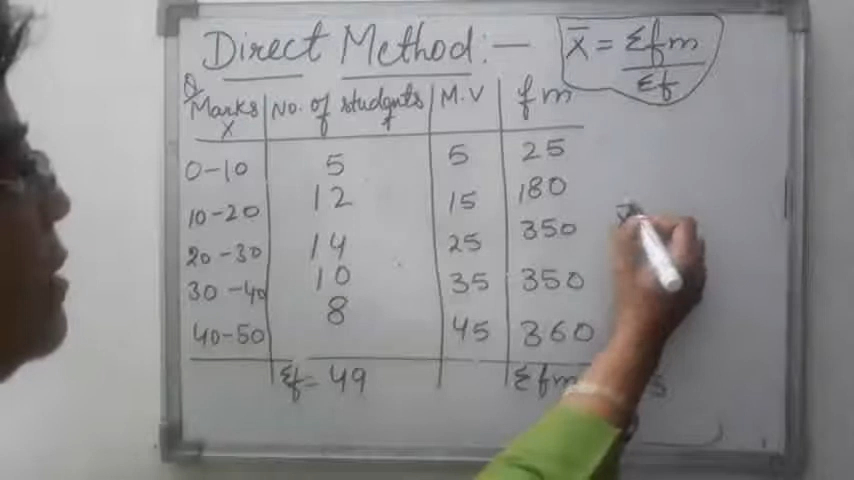 Direct Method:— x̄ = Σfm / Σf
Q
Marks x No. of students f M.V fm
0-10 5 5 25
10-20 12 15 180
20-30 14 25 350
30-40 10 35 350
40-50 8 45 360
Σf = 49 Σfm 5